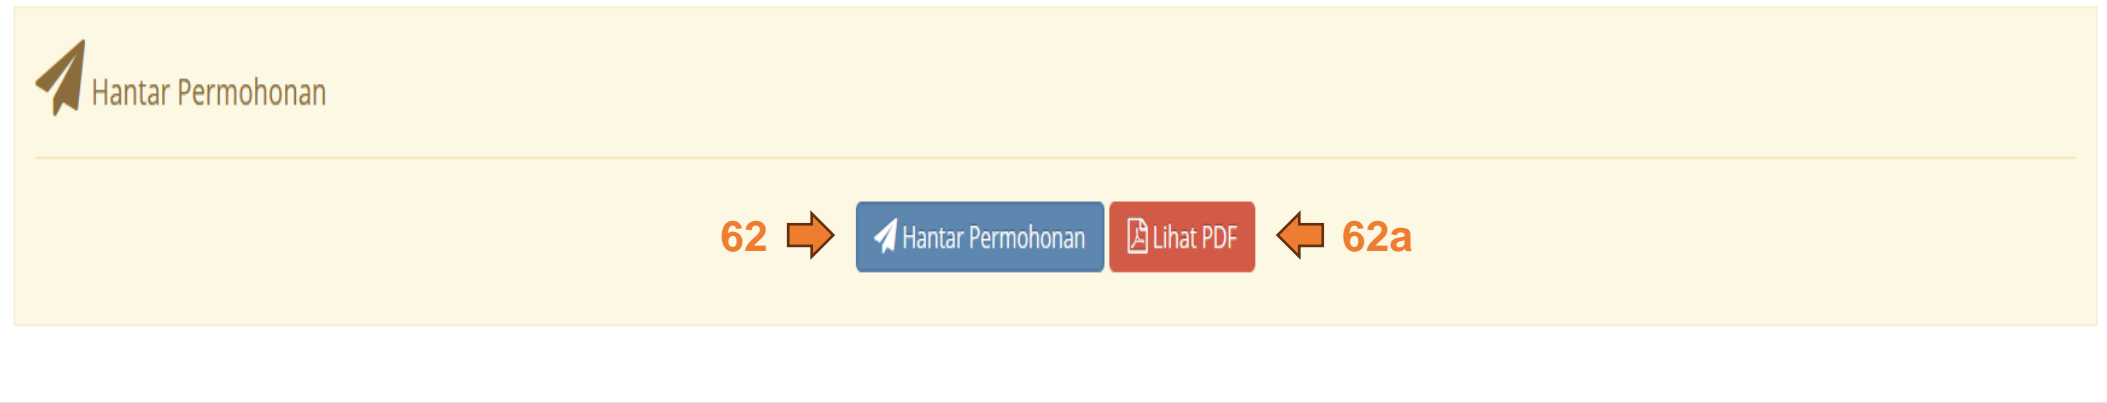 Hantar Permohonan
62 Hantar Permohonan Lihat PDF 62a